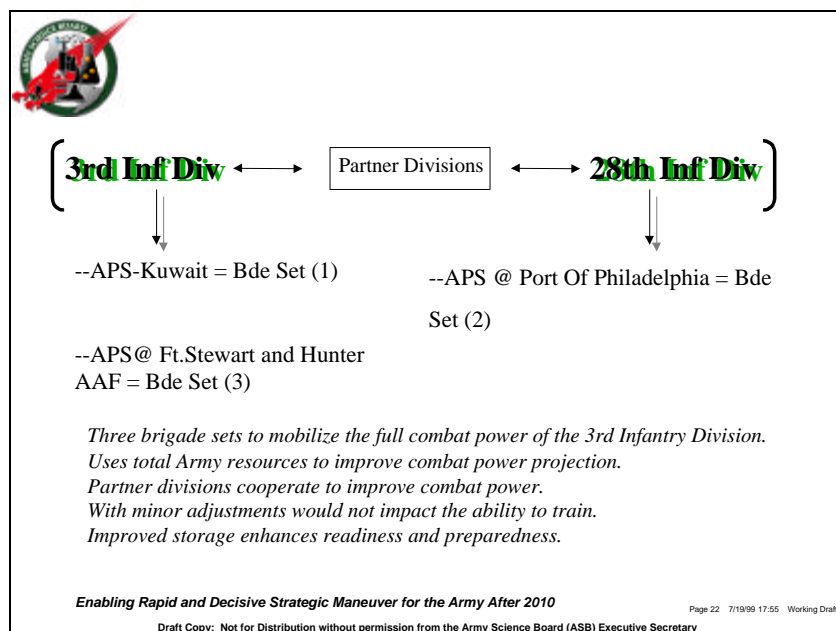 ARMY SCIENCE BOARD
3rd Inf Div
Partner Divisions
28th Inf Div
--APS-Kuwait = Bde Set (1)
--APS @ Port Of Philadelphia = Bde
Set (2)
--APS@ Ft.Stewart and Hunter
AAF = Bde Set (3)
Three brigade sets to mobilize the full combat power of the 3rd Infantry Division.
Uses total Army resources to improve combat power projection.
Partner divisions cooperate to improve combat power.
With minor adjustments would not impact the ability to train.
Improved storage enhances readiness and preparedness.
Enabling Rapid and Decisive Strategic Maneuver for the Army After 2010
Page 22 7/19/99 17:55 Working Draft
Draft Copy: Not for Distribution without permission from the Army Science Board (ASB) Executive Secretary